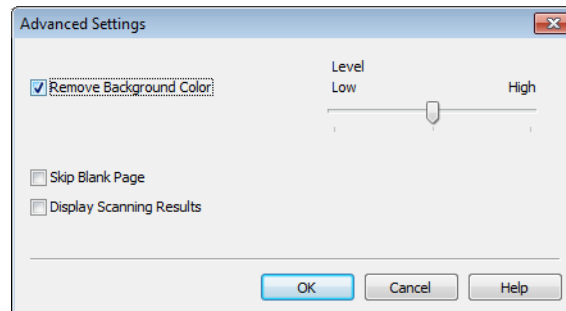 Advanced Settings
Level
Remove Background Color
Low High
Skip Blank Page
Display Scanning Results
OK Cancel Help